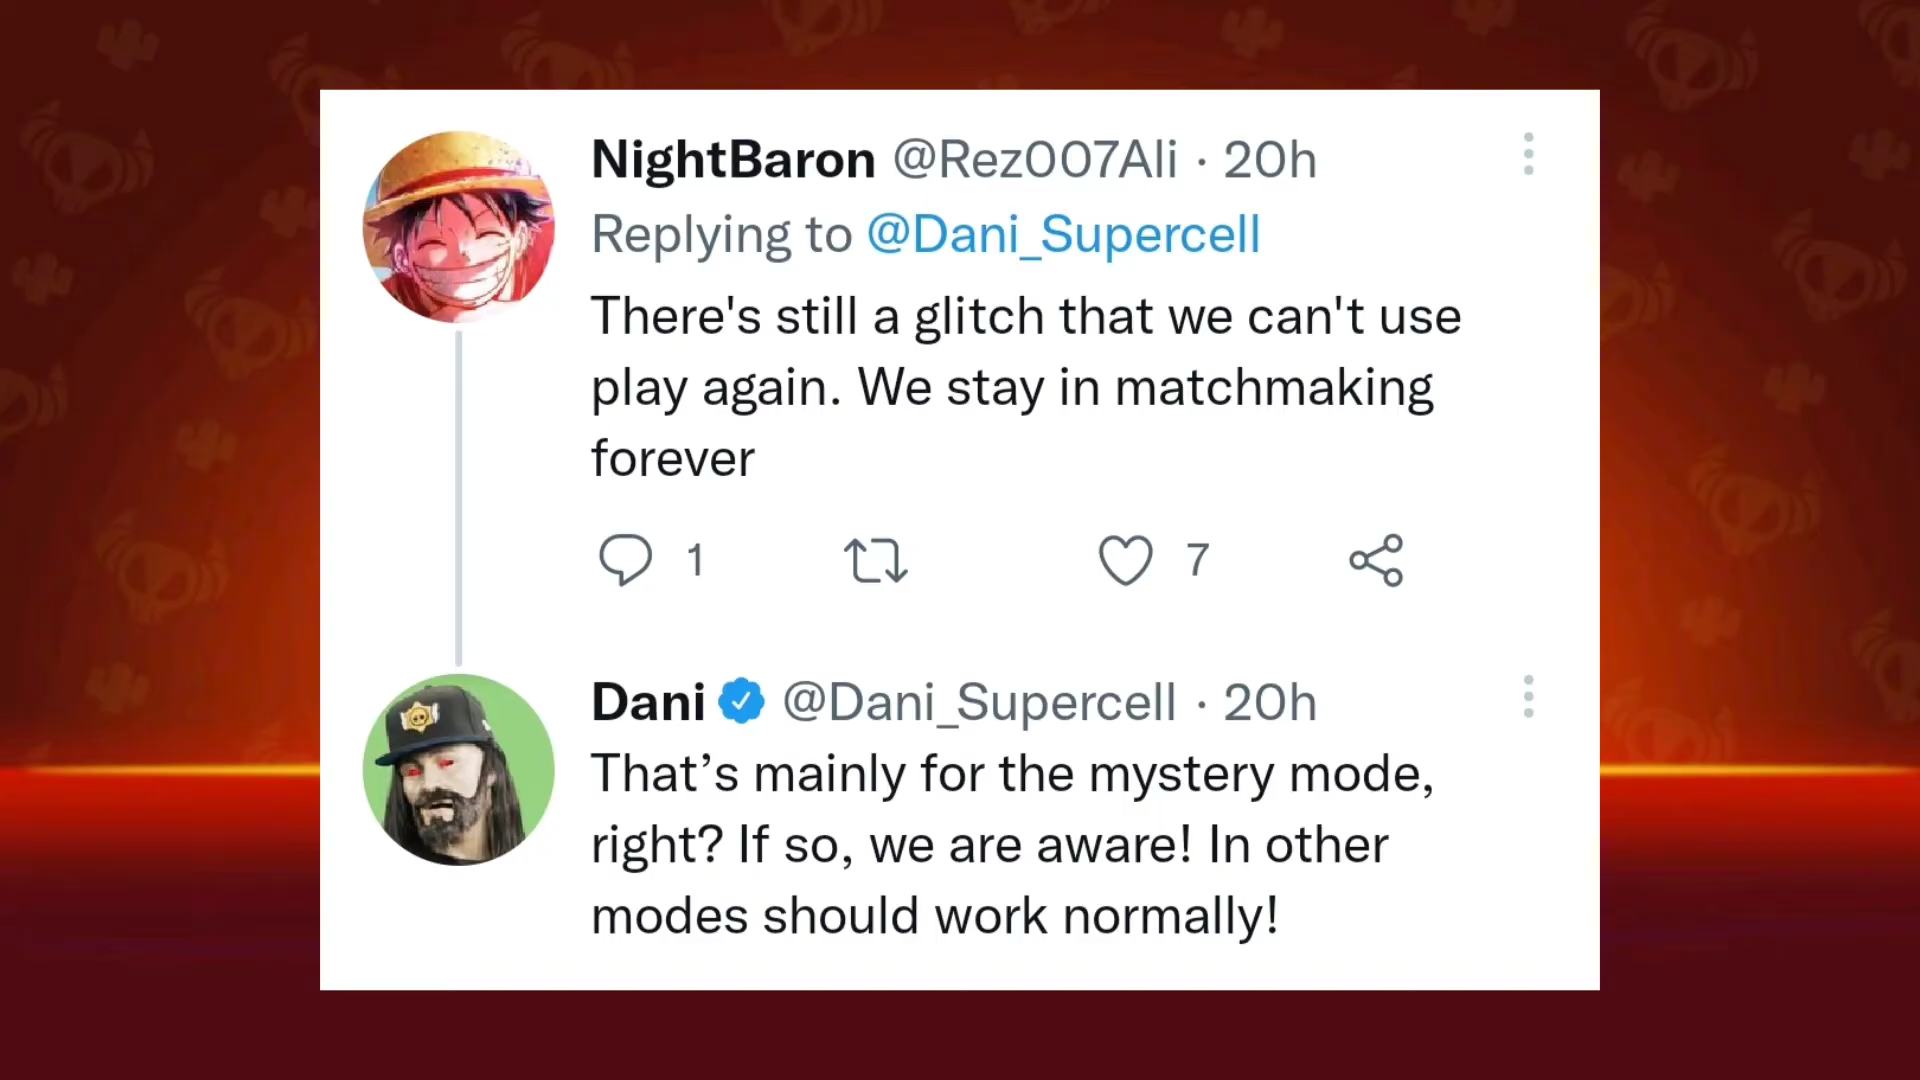 NightBaron @Rez007Ali · 20h
Replying to @Dani_Supercell
There's still a glitch that we can't use
play again. We stay in matchmaking
forever
1 7
Dani @Dani_Supercell · 20h
That’s mainly for the mystery mode,
right? If so, we are aware! In other
modes should work normally!